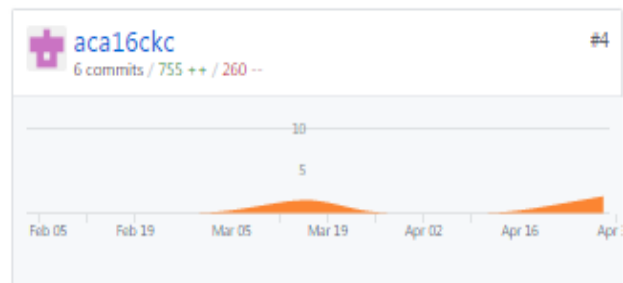 aca16ckc
#4
6 commits / 755 ++ / 260 --
10
5
Feb 05 Feb 19 Mar 05 Mar 19 Apr 02 Apr 16 Apr